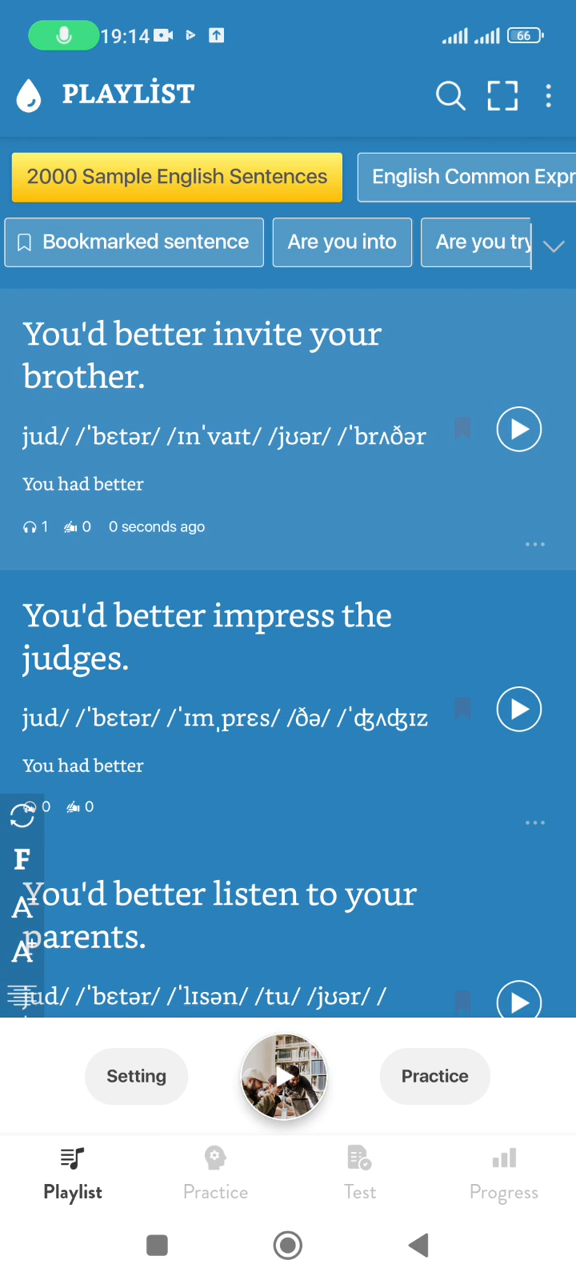 19:14
66
PLAYLİST
2000 Sample English Sentences
English Common Expr
Bookmarked sentence
Are you into
Are you try
You'd better invite your
brother.
jud/ /ˈbɛtər/ /ɪnˈvaɪt/ /jʊər/ /ˈbrʌðər
You had better
1
0
0 seconds ago
You'd better impress the
judges.
jud/ /ˈbɛtər/ /ˈɪmˌprɛs/ /ðə/ /ˈʤʌʤɪz
You had better
0
0
F
You'd better listen to your
A
parents.
A+
jud/ /ˈbɛtər/ /ˈlɪsən/ /tu/ /jʊər/ /
Setting
Practice
Playlist
Practice
Test
Progress